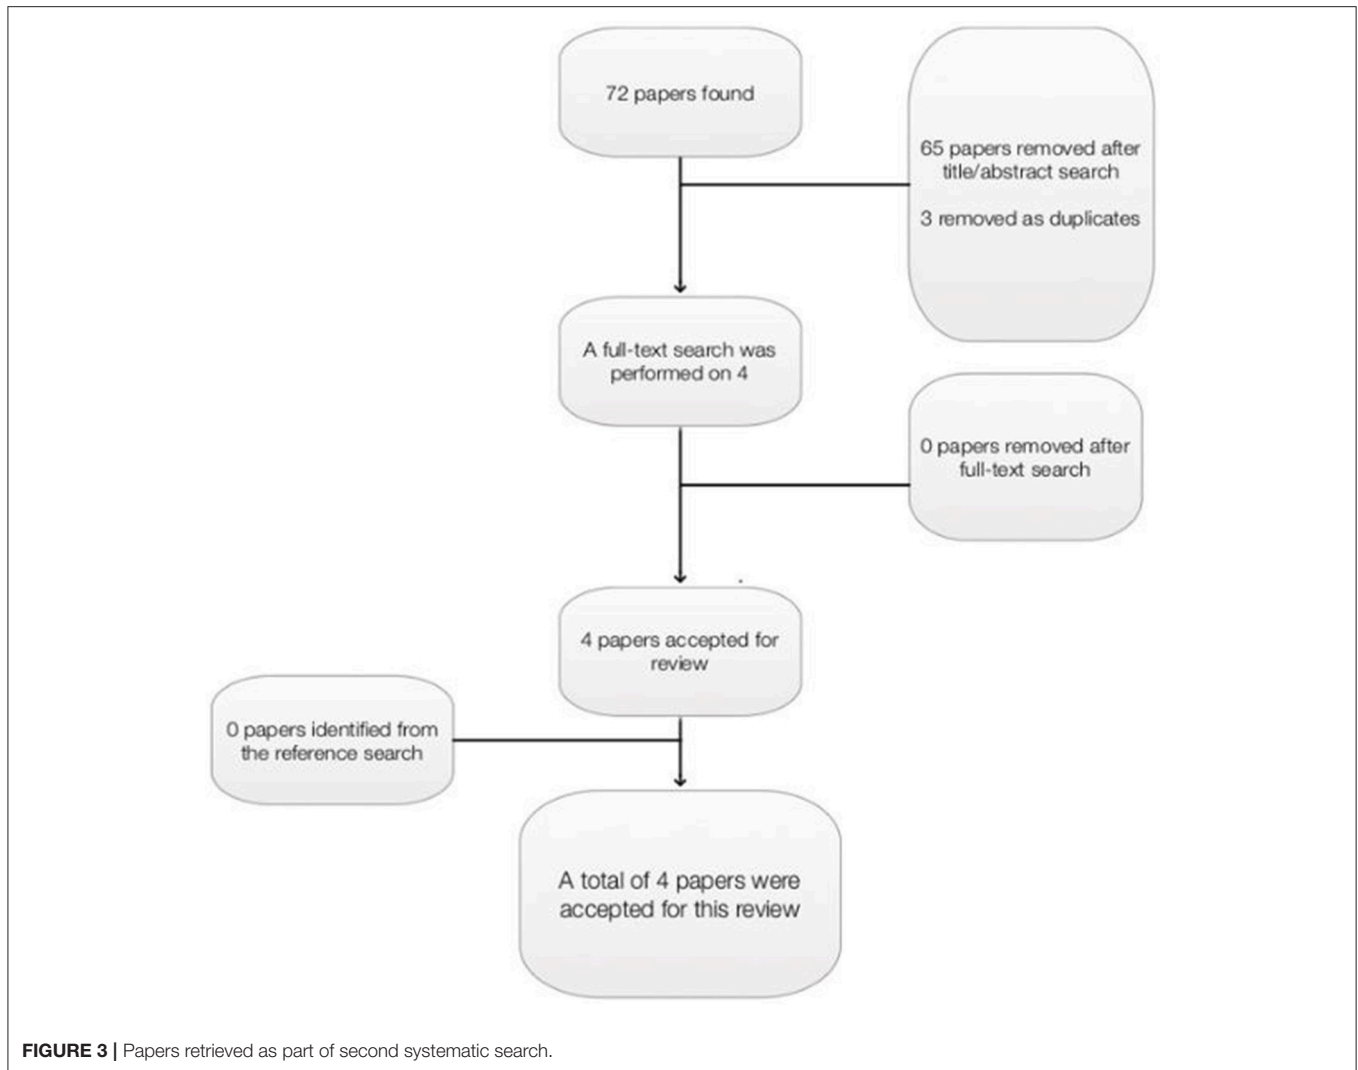 72 papers found
65 papers removed after
title/abstract search
3 removed as duplicates
A full-text search was
performed on 4
0 papers removed after
full-text search
4 papers accepted for
review
0 papers identified from
the reference search
A total of 4 papers were
accepted for this review
FIGURE 3 | Papers retrieved as part of second systematic search.